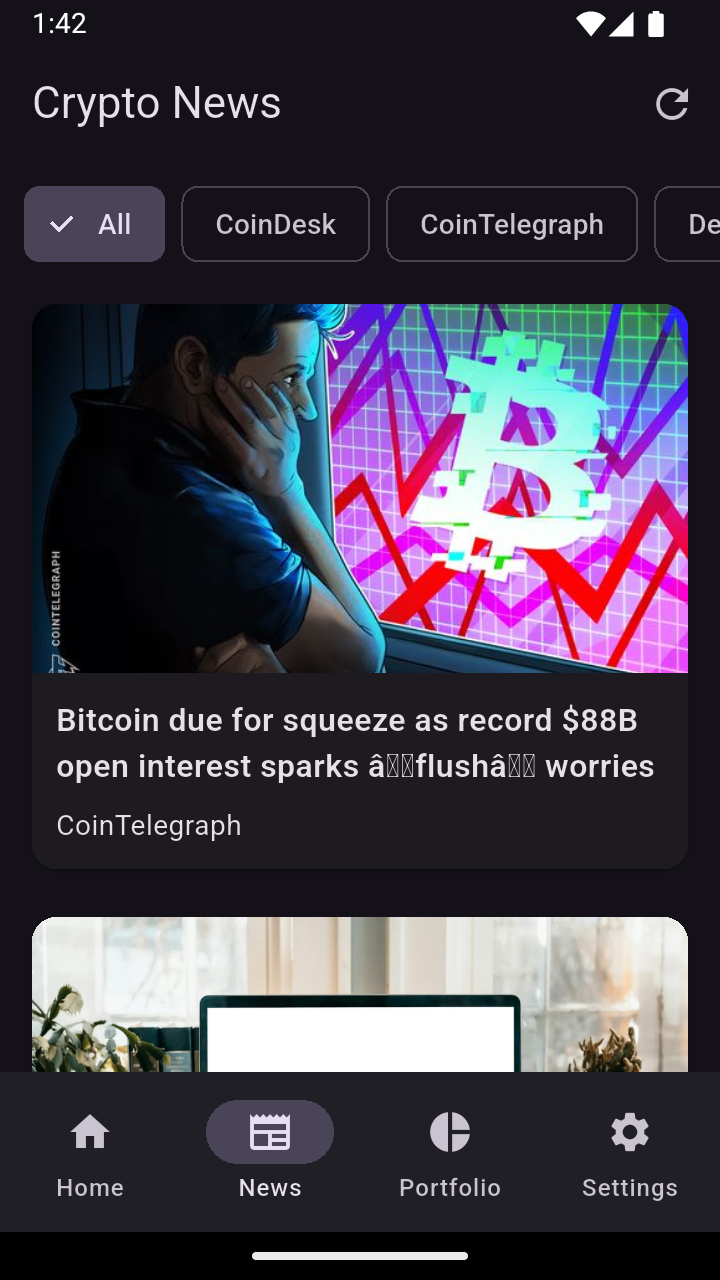 1:42
Crypto News
All
CoinDesk
CoinTelegraph
De
COINTELEGRAPH
Bitcoin due for squeeze as record $88B
open interest sparks âflushâ worries
CoinTelegraph
Home
News
Portfolio
Settings